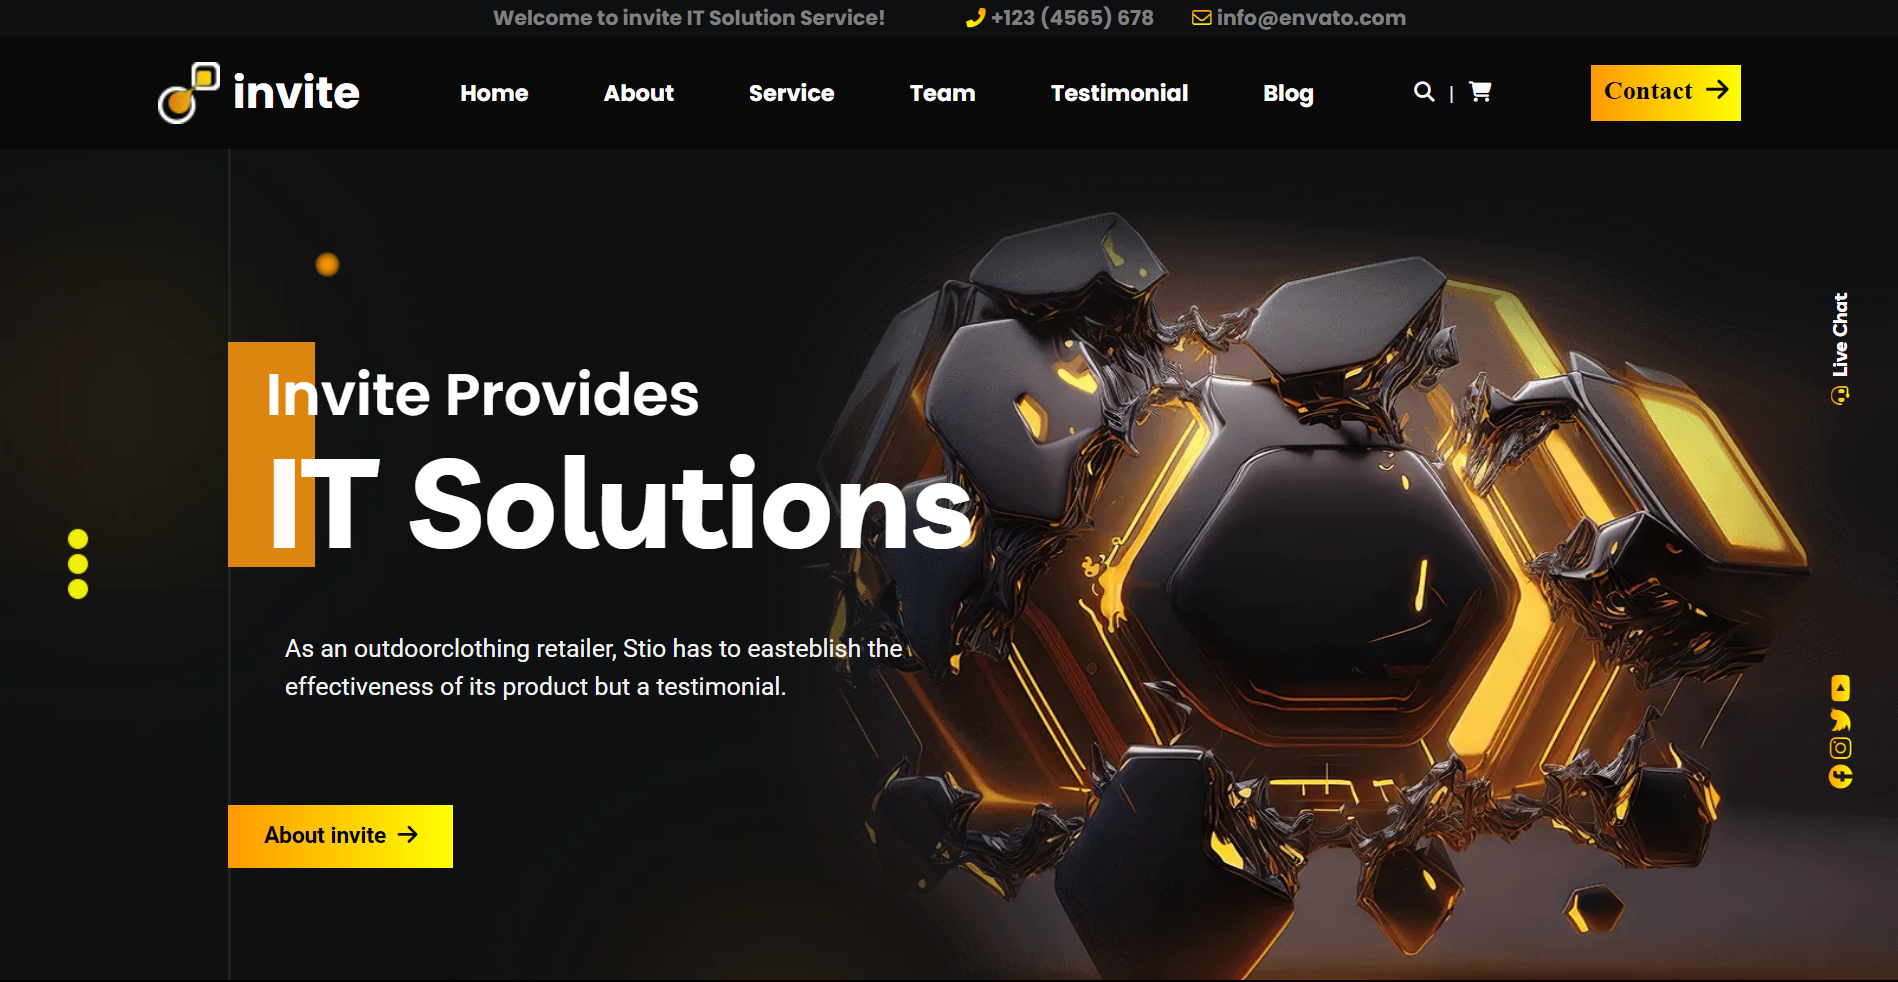 Welcome to invite IT Solution Service! +123 (4565) 678 info@envato.com
invite Home About Service Team Testimonial Blog | Contact
Live Chat
Invite Provides
IT Solutions
As an outdoorclothing retailer, Stio has to easteblish the
effectiveness of its product but a testimonial.
About invite